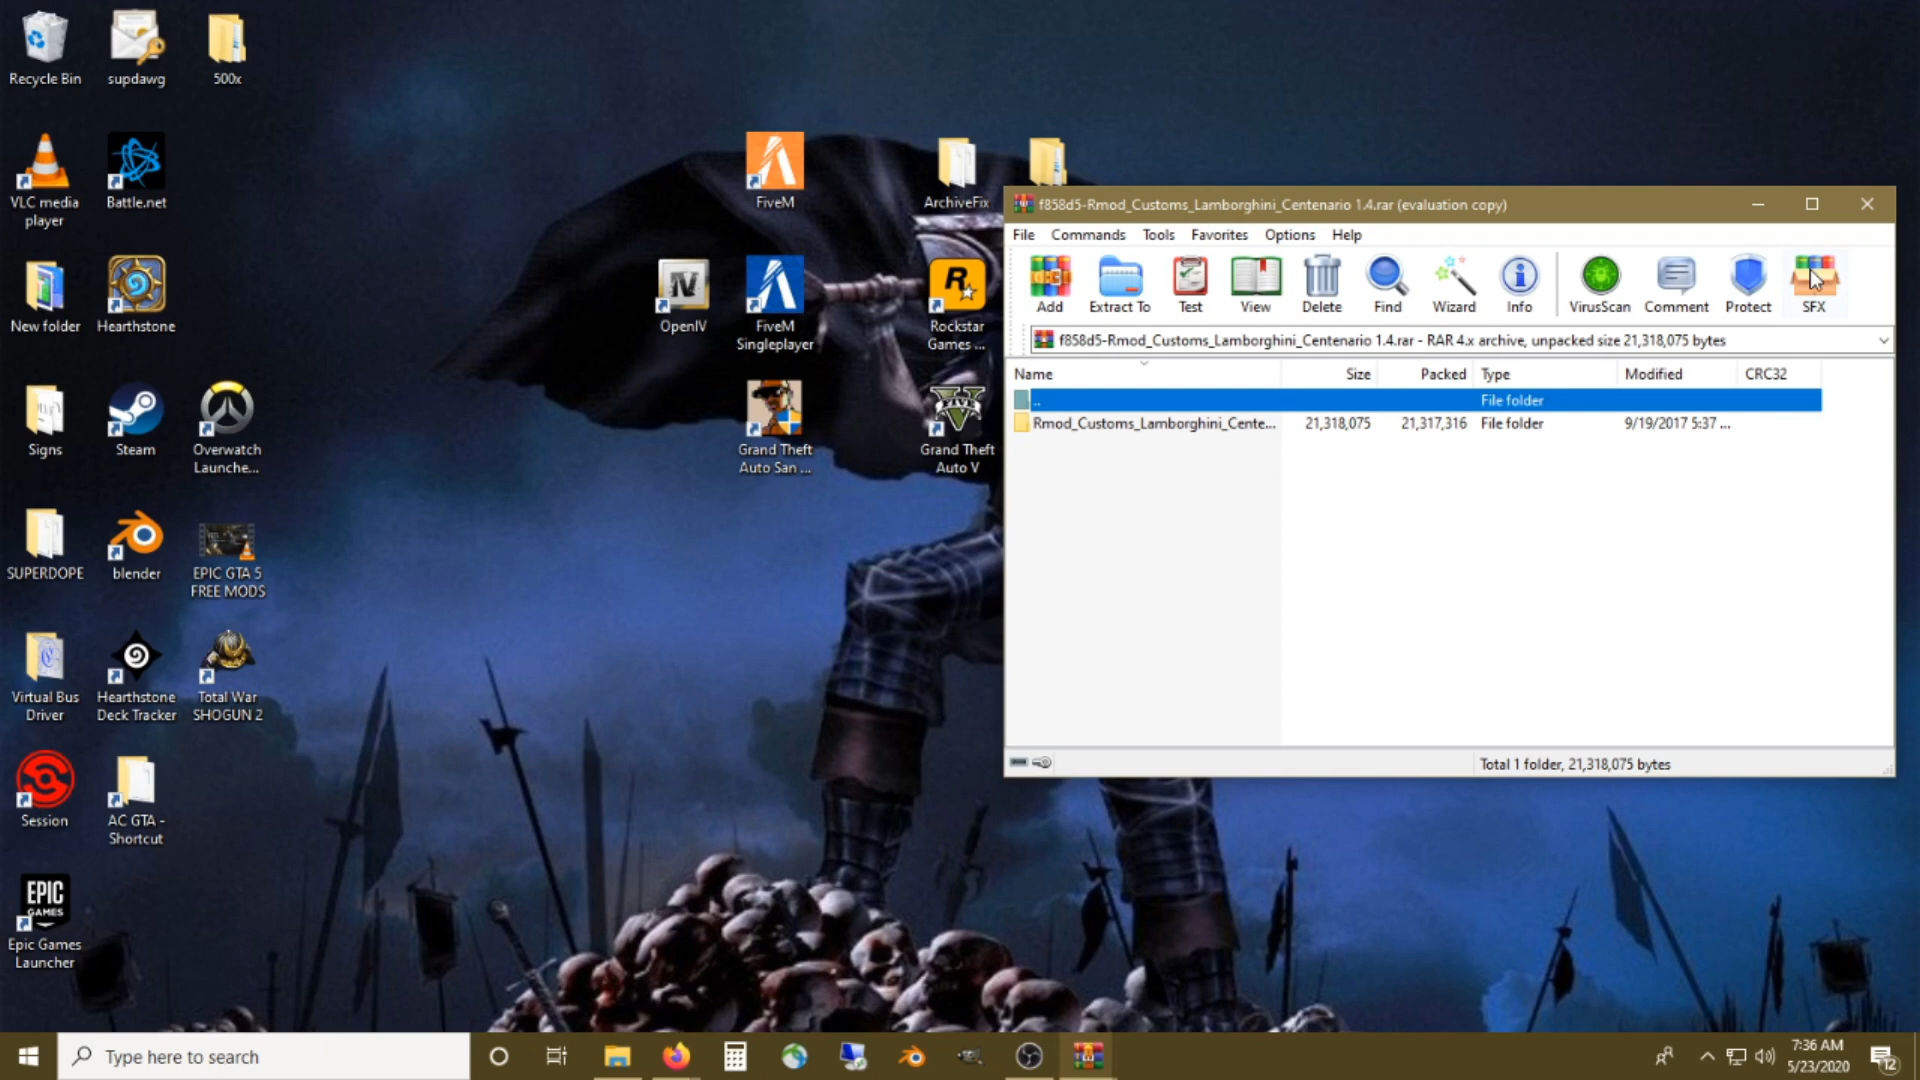 Recycle Bin
supdawg
500x
VLC media
player
Battle.net
FiveM
ArchiveFix
New folder
Hearthstone
OpenIV
FiveM
Singleplayer
Rockstar
Games ...
Signs
Steam
Overwatch
Launche...
Grand Theft
Auto San ...
Grand Theft
Auto V
SUPERDOPE
blender
EPIC GTA 5
FREE MODS
Virtual Bus
Driver
Hearthstone
Deck Tracker
Total War
SHOGUN 2
Session
AC GTA -
Shortcut
EPIC
GAMES
Epic Games
Launcher
f858d5-Rmod_Customs_Lamborghini_Centenario 1.4.rar (evaluation copy)
File Commands Tools Favorites Options Help
Add Extract To Test View Delete Find Wizard Info VirusScan Comment Protect SFX
f858d5-Rmod_Customs_Lamborghini_Centenario 1.4.rar - RAR 4.x archive, unpacked size 21,318,075 bytes
Name Size Packed Type Modified CRC32
.. File folder
Rmod_Customs_Lamborghini_Cente... 21,318,075 21,317,316 File folder 9/19/2017 5:37 ...
Total 1 folder, 21,318,075 bytes
Type here to search
7:36 AM
5/23/2020
12